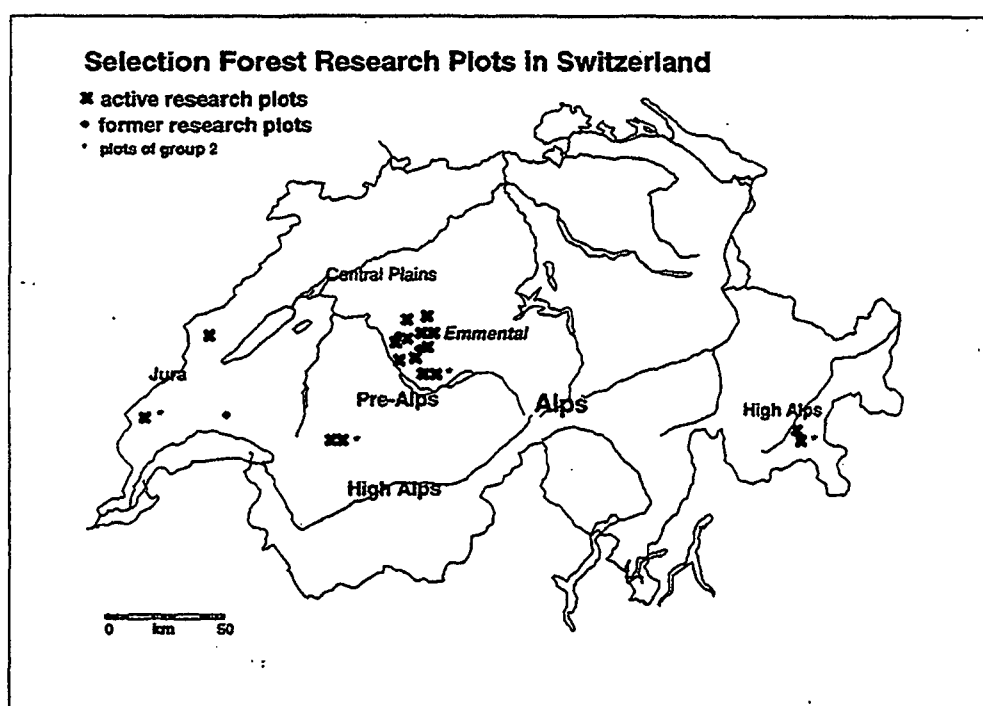 Selection Forest Research Plots in Switzerland
✖ active research plots
◆ former research plots
* plots of group 2
Central Plains
Emmental
Jura
Pre-Alps
Alps
High Alps
High Alps
0 km 50